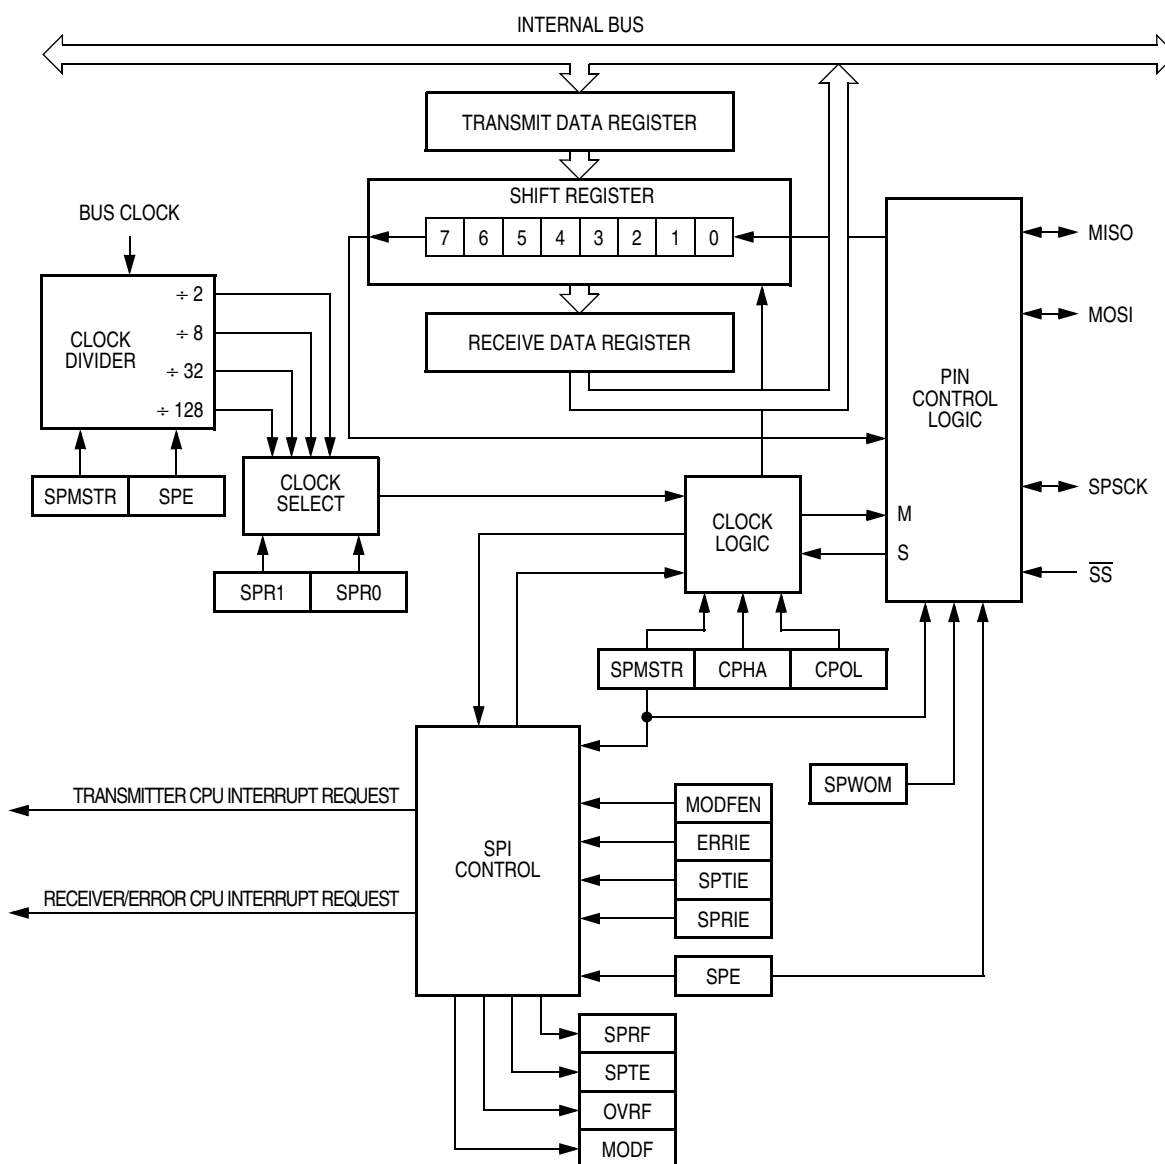 INTERNAL BUS
TRANSMIT DATA REGISTER
SHIFT REGISTER
7 6 5 4 3 2 1 0
BUS CLOCK
CLOCK
DIVIDER
÷ 2
÷ 8
÷ 32
÷ 128
RECEIVE DATA REGISTER
PIN
CONTROL
LOGIC
MISO
MOSI
SPSCK
SS
M
S
SPMSTR
SPE
CLOCK
SELECT
SPR1
SPR0
CLOCK
LOGIC
SPMSTR
CPHA
CPOL
TRANSMITTER CPU INTERRUPT REQUEST
RECEIVER/ERROR CPU INTERRUPT REQUEST
SPI
CONTROL
SPWOM
MODFEN
ERRIE
SPTIE
SPRIE
SPE
SPRF
SPTE
OVRF
MODF